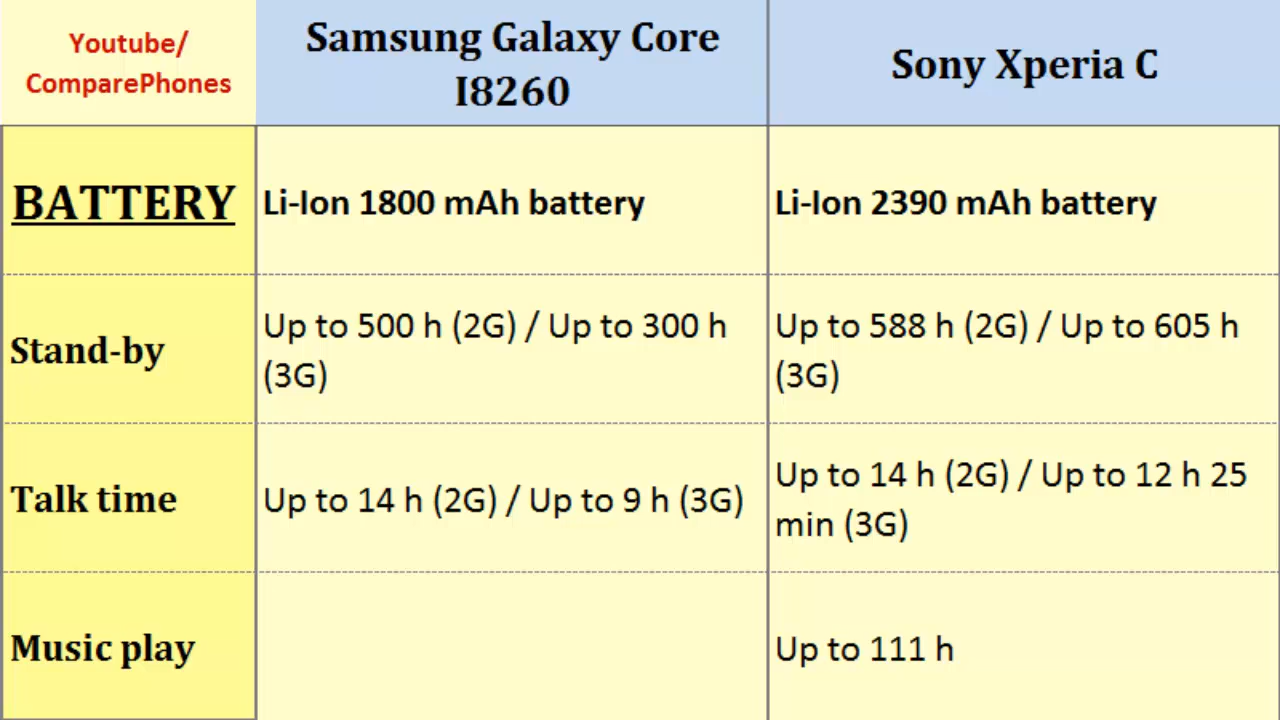 Youtube/
ComparePhones
Samsung Galaxy Core
I8260
Sony Xperia C
BATTERY
Li-Ion 1800 mAh battery
Li-Ion 2390 mAh battery
Stand-by
Up to 500 h (2G) / Up to 300 h
(3G)
Up to 588 h (2G) / Up to 605 h
(3G)
Talk time
Up to 14 h (2G) / Up to 9 h (3G)
Up to 14 h (2G) / Up to 12 h 25
min (3G)
Music play
Up to 111 h